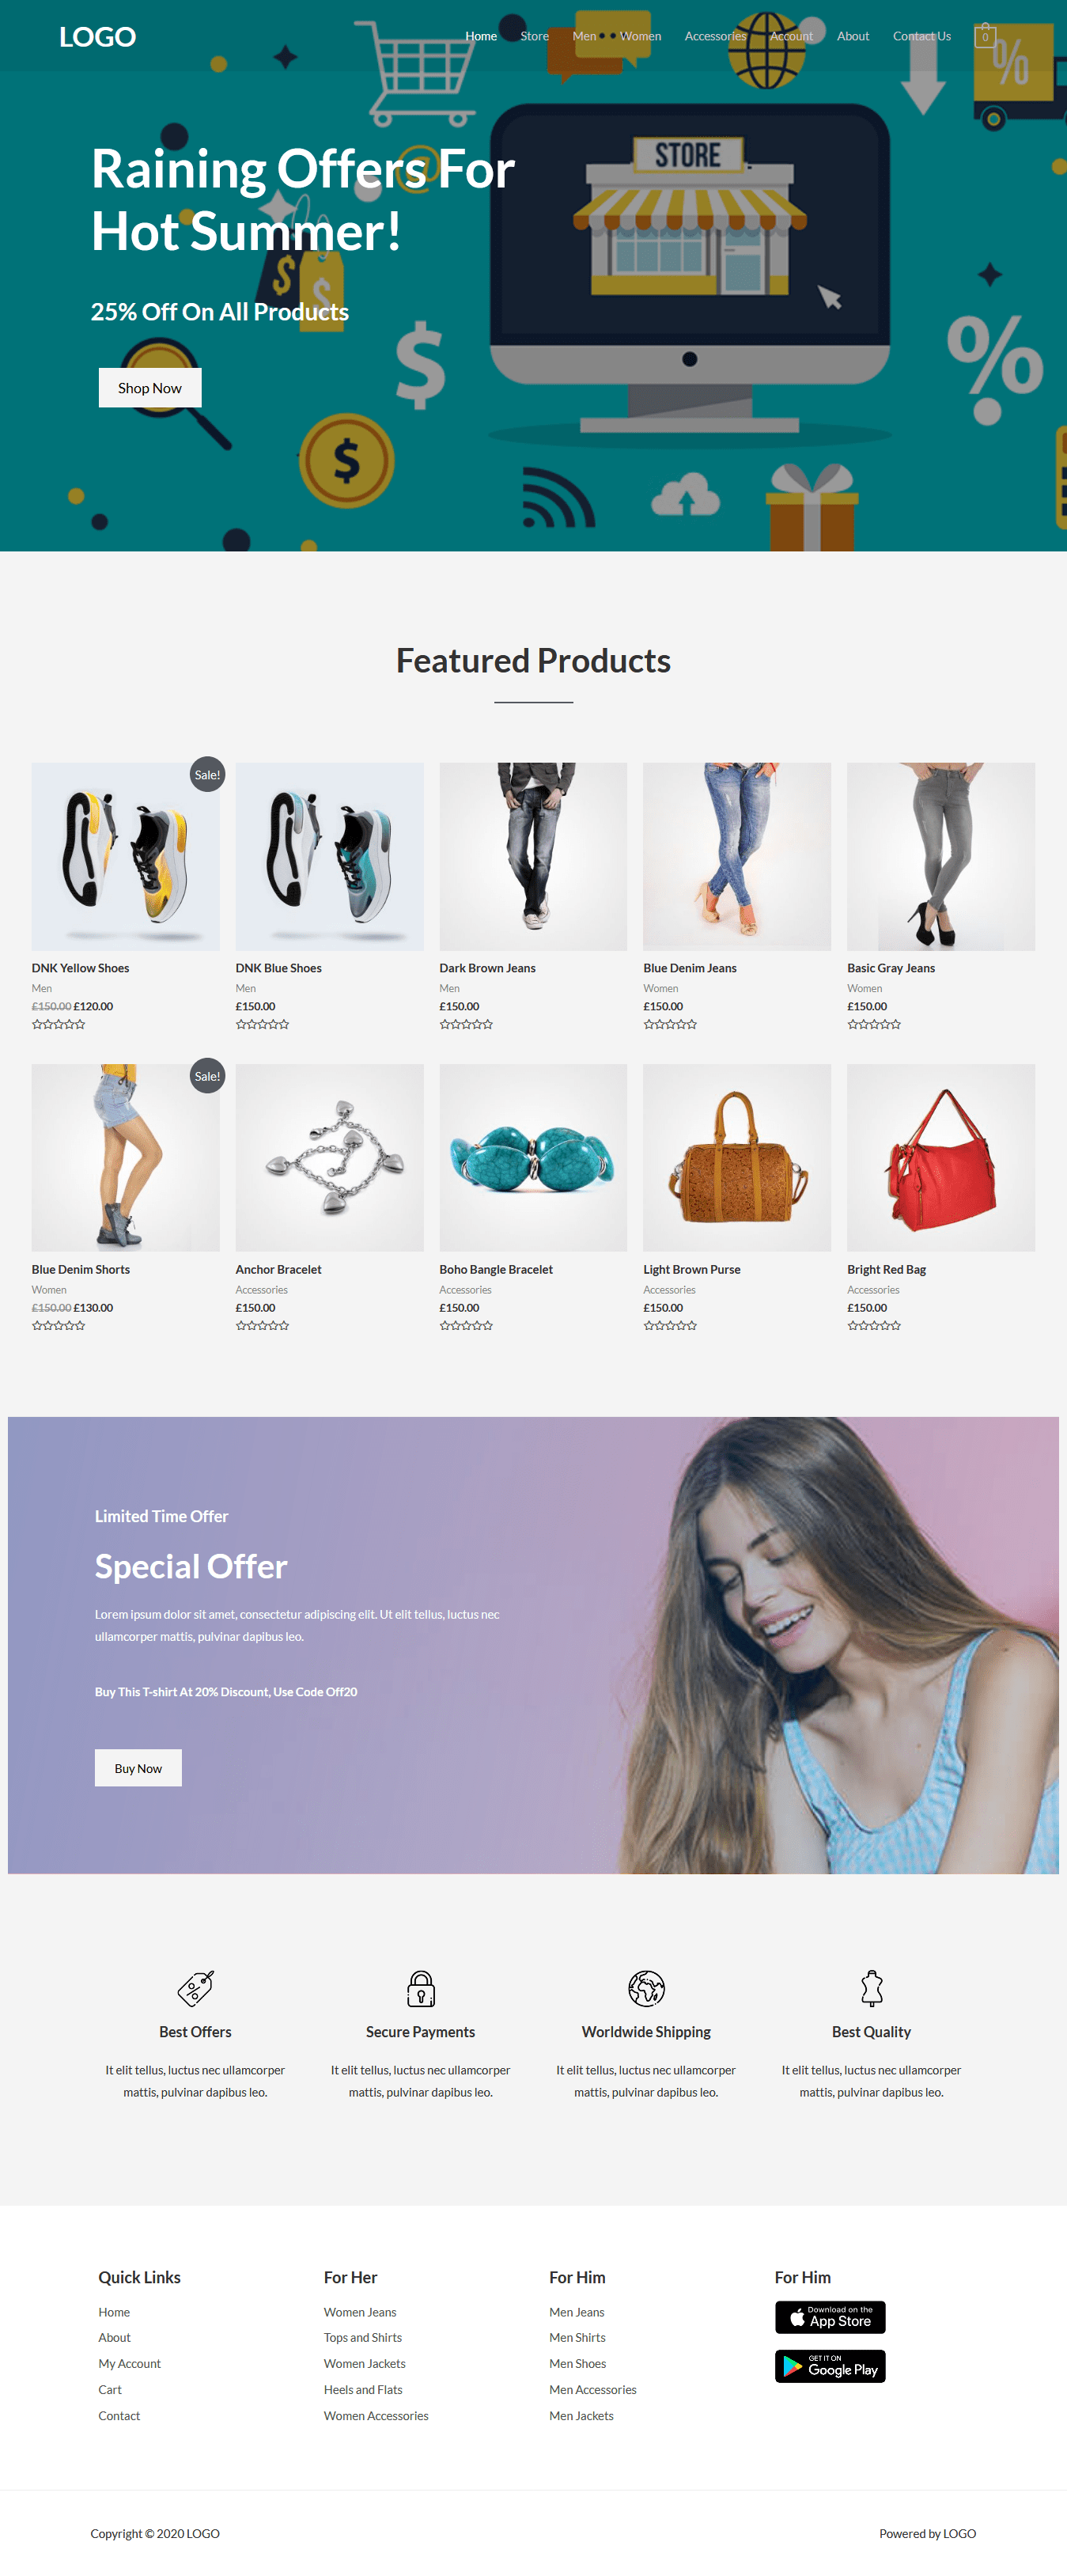 LOGO
Home Store Men Women Accessories Account About Contact Us 0
STORE
Raining Offers For
Hot Summer!
25% Off On All Products
Shop Now
Featured Products
Sale!
DNK Yellow Shoes
Men
£150.00 £120.00
DNK Blue Shoes
Men
£150.00
Dark Brown Jeans
Men
£150.00
Blue Denim Jeans
Women
£150.00
Basic Gray Jeans
Women
£150.00
Sale!
Blue Denim Shorts
Women
£150.00 £130.00
Anchor Bracelet
Accessories
£150.00
Boho Bangle Bracelet
Accessories
£150.00
Light Brown Purse
Accessories
£150.00
Bright Red Bag
Accessories
£150.00
Limited Time Offer
Special Offer
Lorem ipsum dolor sit amet, consectetur adipiscing elit. Ut elit tellus, luctus nec
ullamcorper mattis, pulvinar dapibus leo.
Buy This T-shirt At 20% Discount, Use Code Off20
Buy Now
Best Offers
It elit tellus, luctus nec ullamcorper
mattis, pulvinar dapibus leo.
Secure Payments
It elit tellus, luctus nec ullamcorper
mattis, pulvinar dapibus leo.
Worldwide Shipping
It elit tellus, luctus nec ullamcorper
mattis, pulvinar dapibus leo.
Best Quality
It elit tellus, luctus nec ullamcorper
mattis, pulvinar dapibus leo.
Quick Links
Home
About
My Account
Cart
Contact
For Her
Women Jeans
Tops and Shirts
Women Jackets
Heels and Flats
Women Accessories
For Him
Men Jeans
Men Shirts
Men Shoes
Men Accessories
Men Jackets
For Him
Download on the
App Store
GET IT ON
Google Play
Copyright © 2020 LOGO
Powered by LOGO